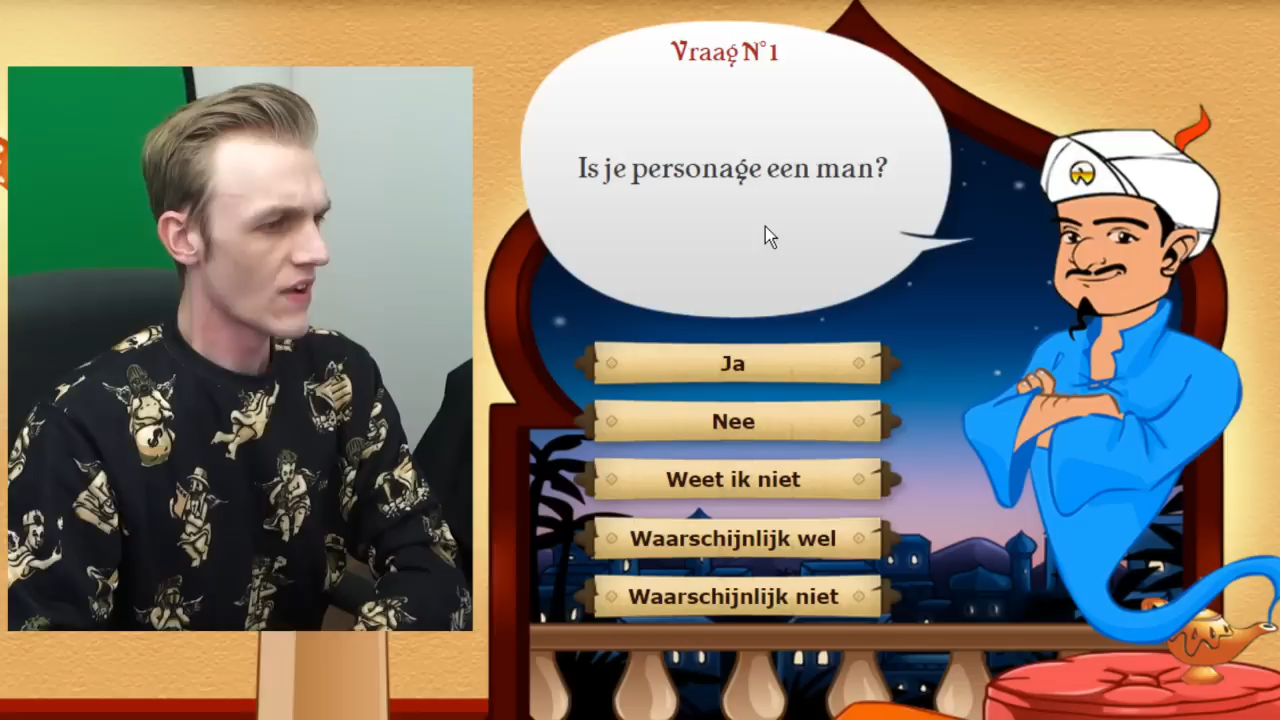 Vraag N°1
Is je personage een man?
Ja
Nee
Weet ik niet
Waarschijnlijk wel
Waarschijnlijk niet